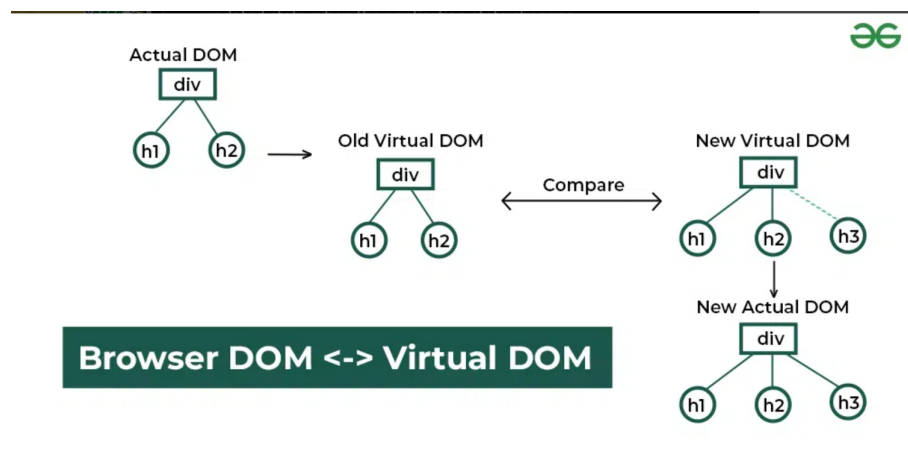 Actual DOM
div
h1 h2
Old Virtual DOM
div
h1 h2
Compare
New Virtual DOM
div
h1 h2 h3
New Actual DOM
div
h1 h2 h3
Browser DOM <-> Virtual DOM